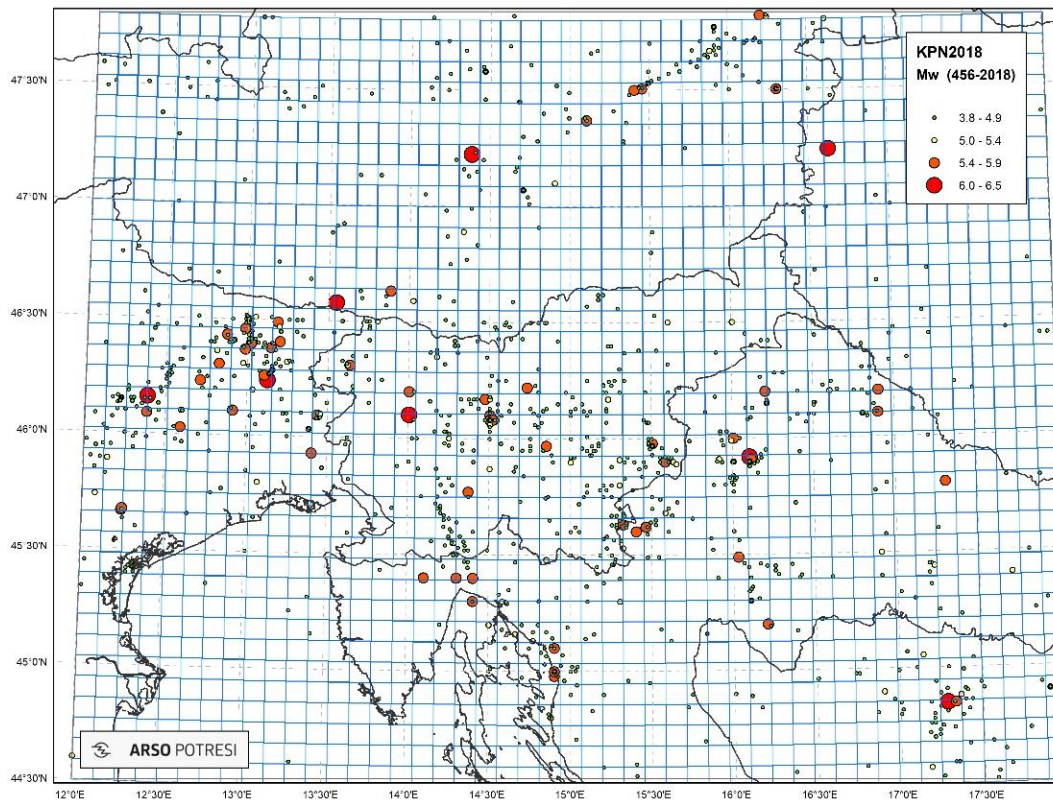 KPN2018
Mw (456-2018)
3.8 - 4.9
5.0 - 5.4
5.4 - 5.9
6.0 - 6.5
47°30'N
47°0'N
46°30'N
46°0'N
45°30'N
45°0'N
44°30'N
ARSO POTRESI
12°0'E
12°30'E
13°0'E
13°30'E
14°0'E
14°30'E
15°0'E
15°30'E
16°0'E
16°30'E
17°0'E
17°30'E